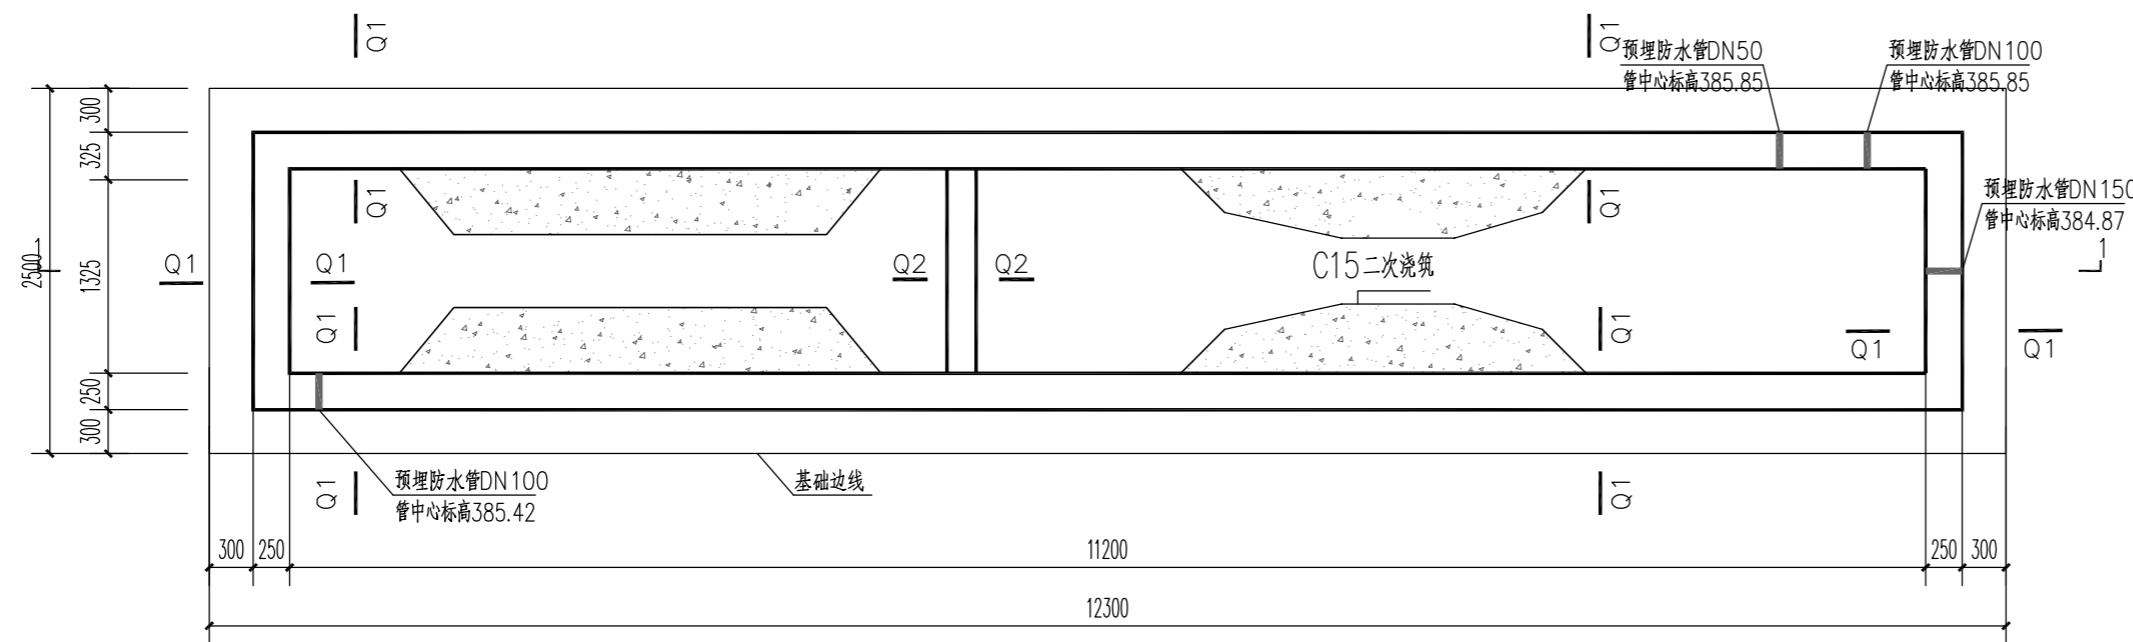 Q1
Q1
预埋防水管DN50
管中心标高385.85
预埋防水管DN100
管中心标高385.85
300
325
1325
250
300
2500
1
Q1
Q1
预埋防水管DN150
管中心标高384.87
1
Q1
Q1
Q2
Q2
C15二次浇筑
Q1
Q1
Q1
Q1
预埋防水管DN100
管中心标高385.42
基础边线
Q1
Q1
300
250
11200
250
300
12300